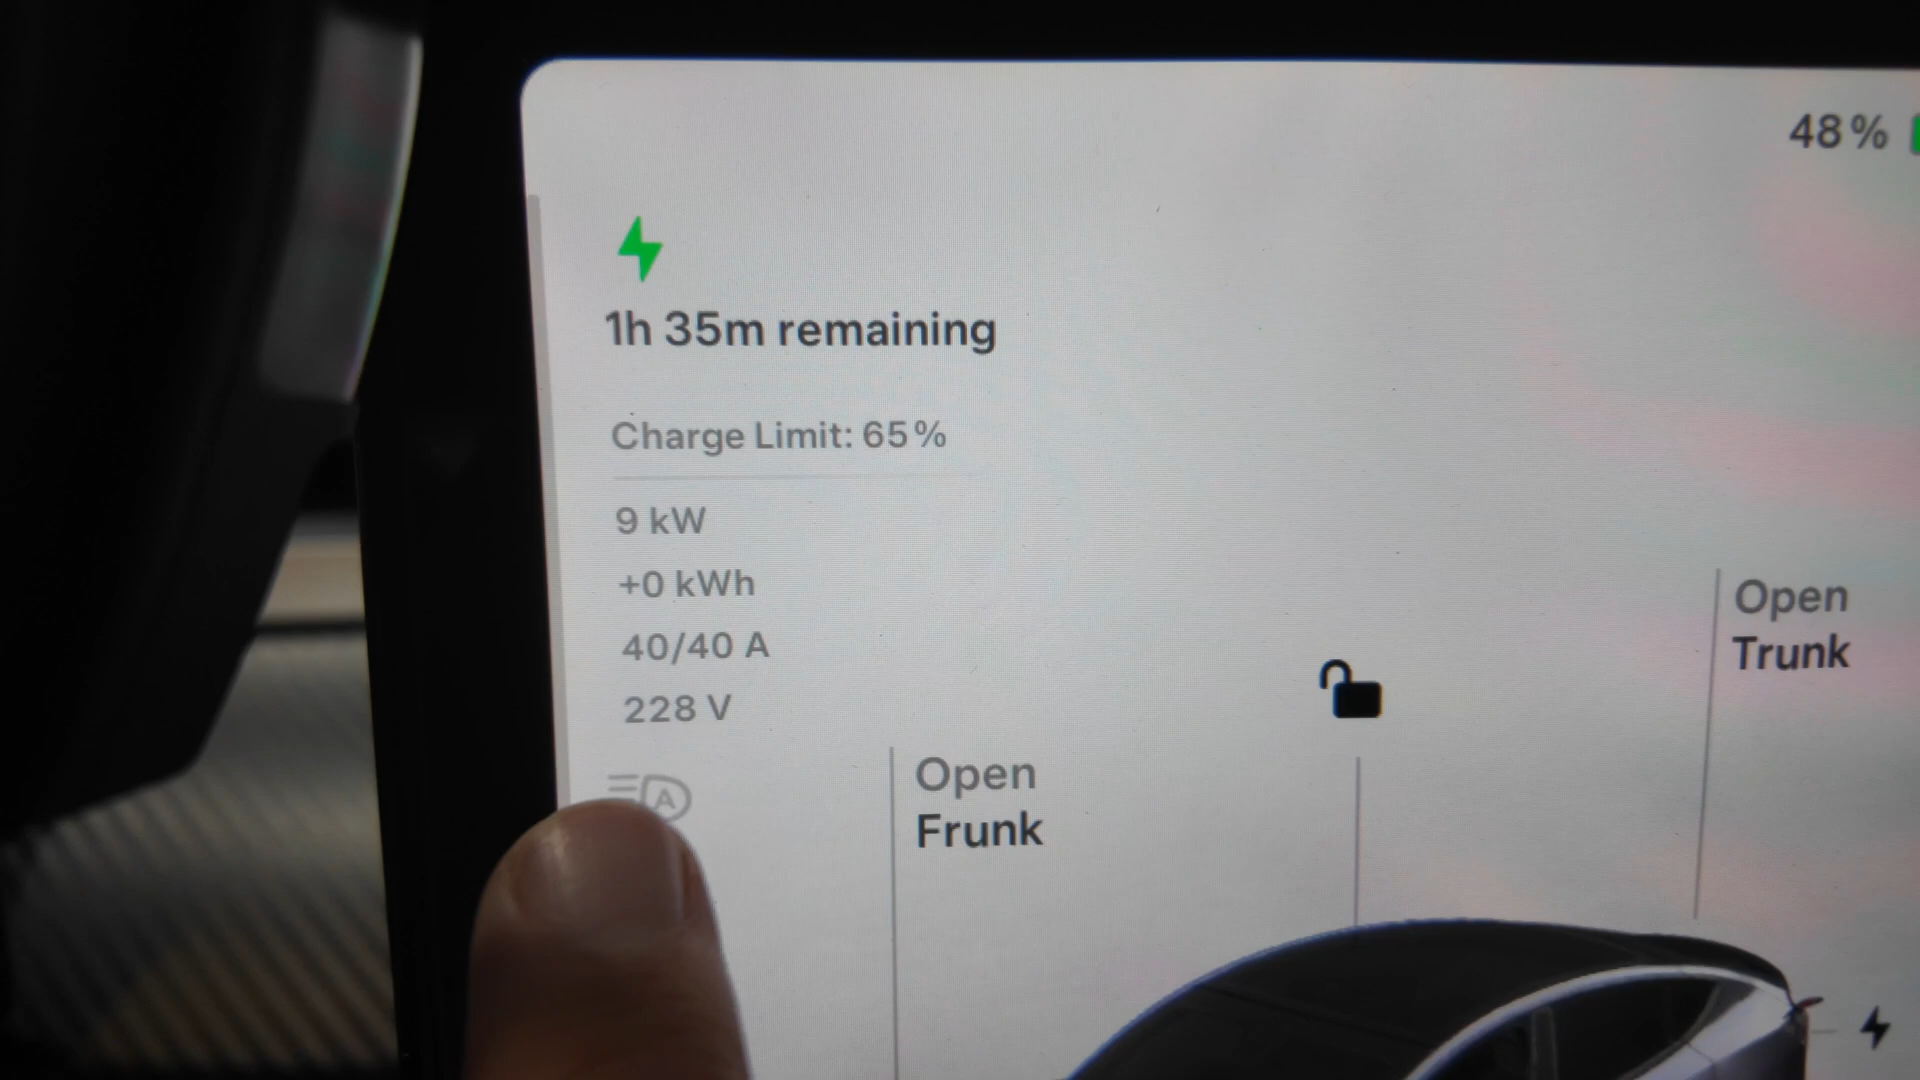 48%
1h 35m remaining
Charge Limit: 65%
9 kW
+0 kWh
40/40 A
228 V
A
Open
Frunk
Open
Trunk